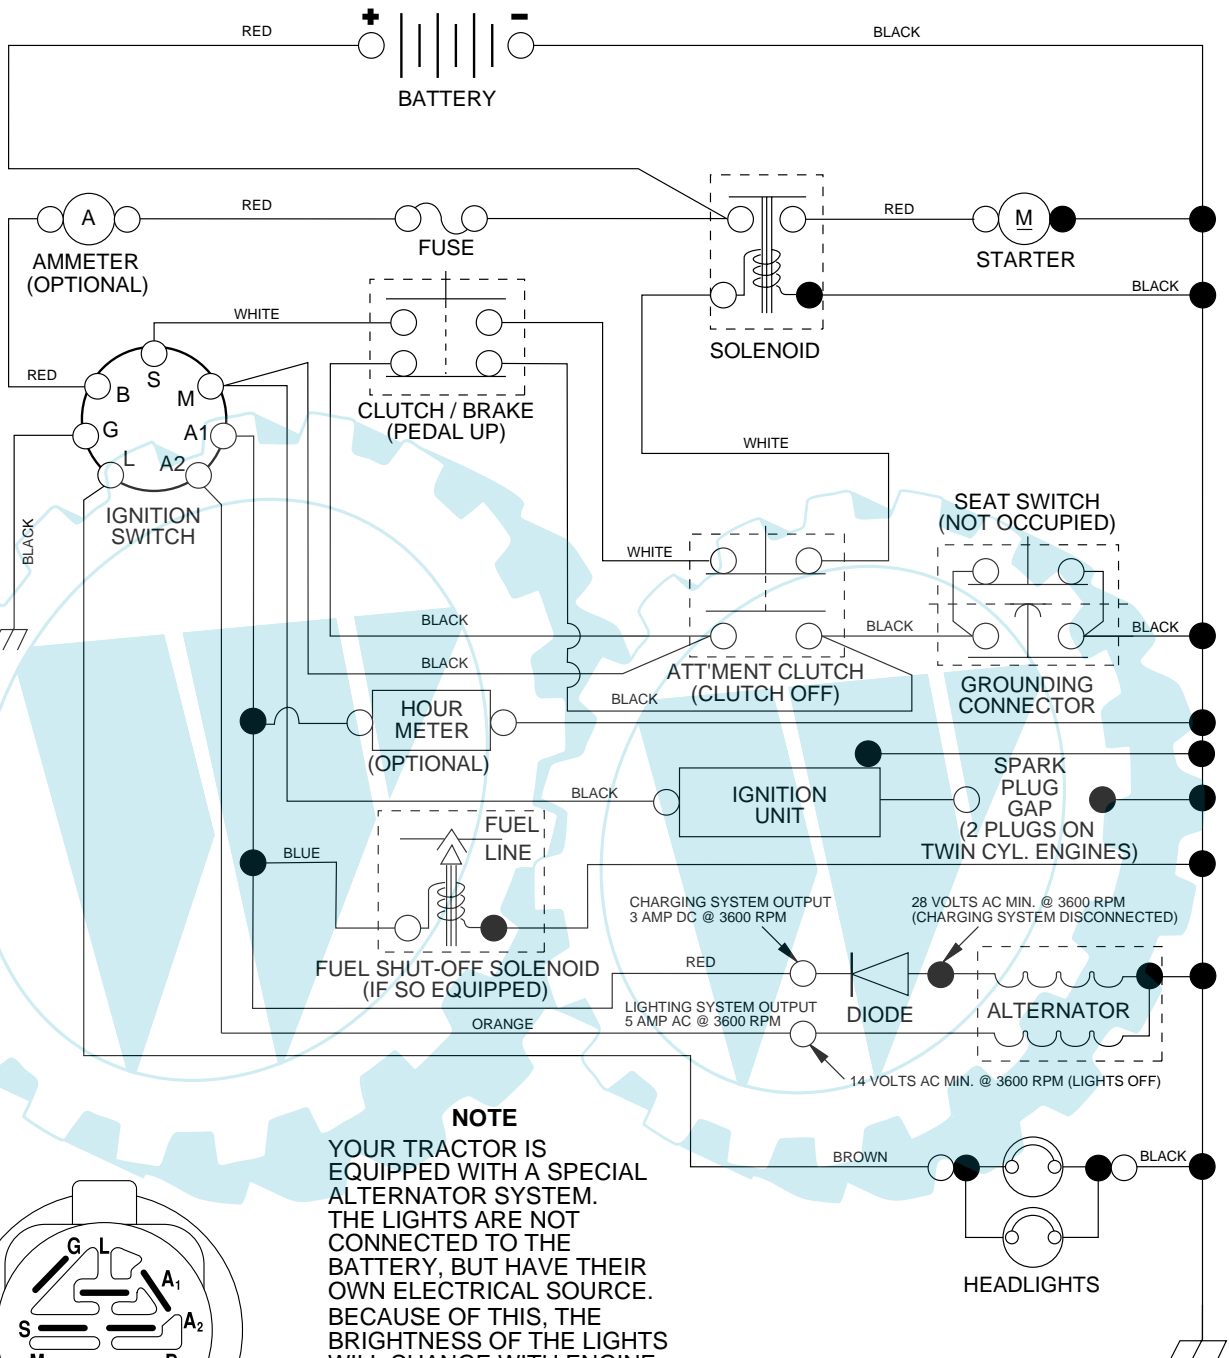 + -
RED
BLACK
BATTERY
A
RED
FUSE
RED
M
AMMETER
(OPTIONAL)
STARTER
BLACK
SOLENOID
WHITE
RED
B
S
M
G
A1
L
A2
CLUTCH / BRAKE
(PEDAL UP)
IGNITION
SWITCH
BLACK
WHITE
SEAT SWITCH
(NOT OCCUPIED)
WHITE
BLACK
BLACK
BLACK
BLACK
BLACK
ATT'MENT CLUTCH
(CLUTCH OFF)
GROUNDING
CONNECTOR
HOUR
METER
(OPTIONAL)
BLACK
IGNITION
UNIT
SPARK
PLUG
GAP
(2 PLUGS ON
TWIN CYL. ENGINES)
FUEL
LINE
BLUE
FUEL SHUT-OFF SOLENOID
(IF SO EQUIPPED)
CHARGING SYSTEM OUTPUT
3 AMP DC @ 3600 RPM
28 VOLTS AC MIN. @ 3600 RPM
(CHARGING SYSTEM DISCONNECTED)
RED
DIODE
ALTERNATOR
LIGHTING SYSTEM OUTPUT
5 AMP AC @ 3600 RPM
ORANGE
14 VOLTS AC MIN. @ 3600 RPM (LIGHTS OFF)
BROWN
BLACK
HEADLIGHTS
NOTE
YOUR TRACTOR IS
EQUIPPED WITH A SPECIAL
ALTERNATOR SYSTEM.
THE LIGHTS ARE NOT
CONNECTED TO THE
BATTERY, BUT HAVE THEIR
OWN ELECTRICAL SOURCE.
BECAUSE OF THIS, THE
BRIGHTNESS OF THE LIGHTS
WILL CHANGE WITH ENGINE
G L
A1
S
A2
M
B